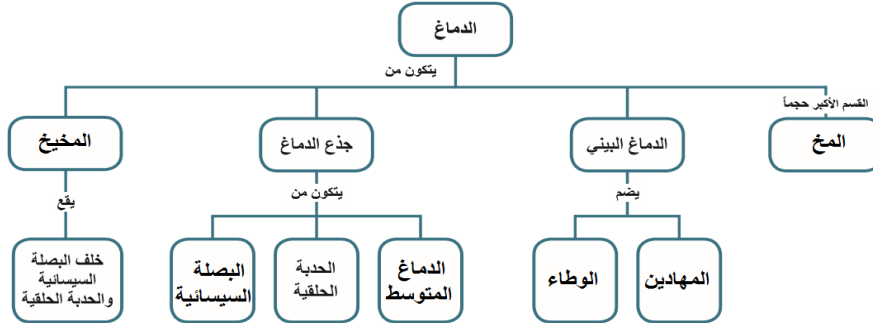 الدماغ
يتكون من
القسم الأكبر حجماً
المخ
الدماغ البيني
جذع الدماغ
المخيخ
يضم
يتكون من
يقع
المهادين
الوطاء
الدماغ
المتوسط
الحدبة
الحلقية
البصلة
السيسائية
خلف البصلة
السيسائية
والحدبة الحلقية